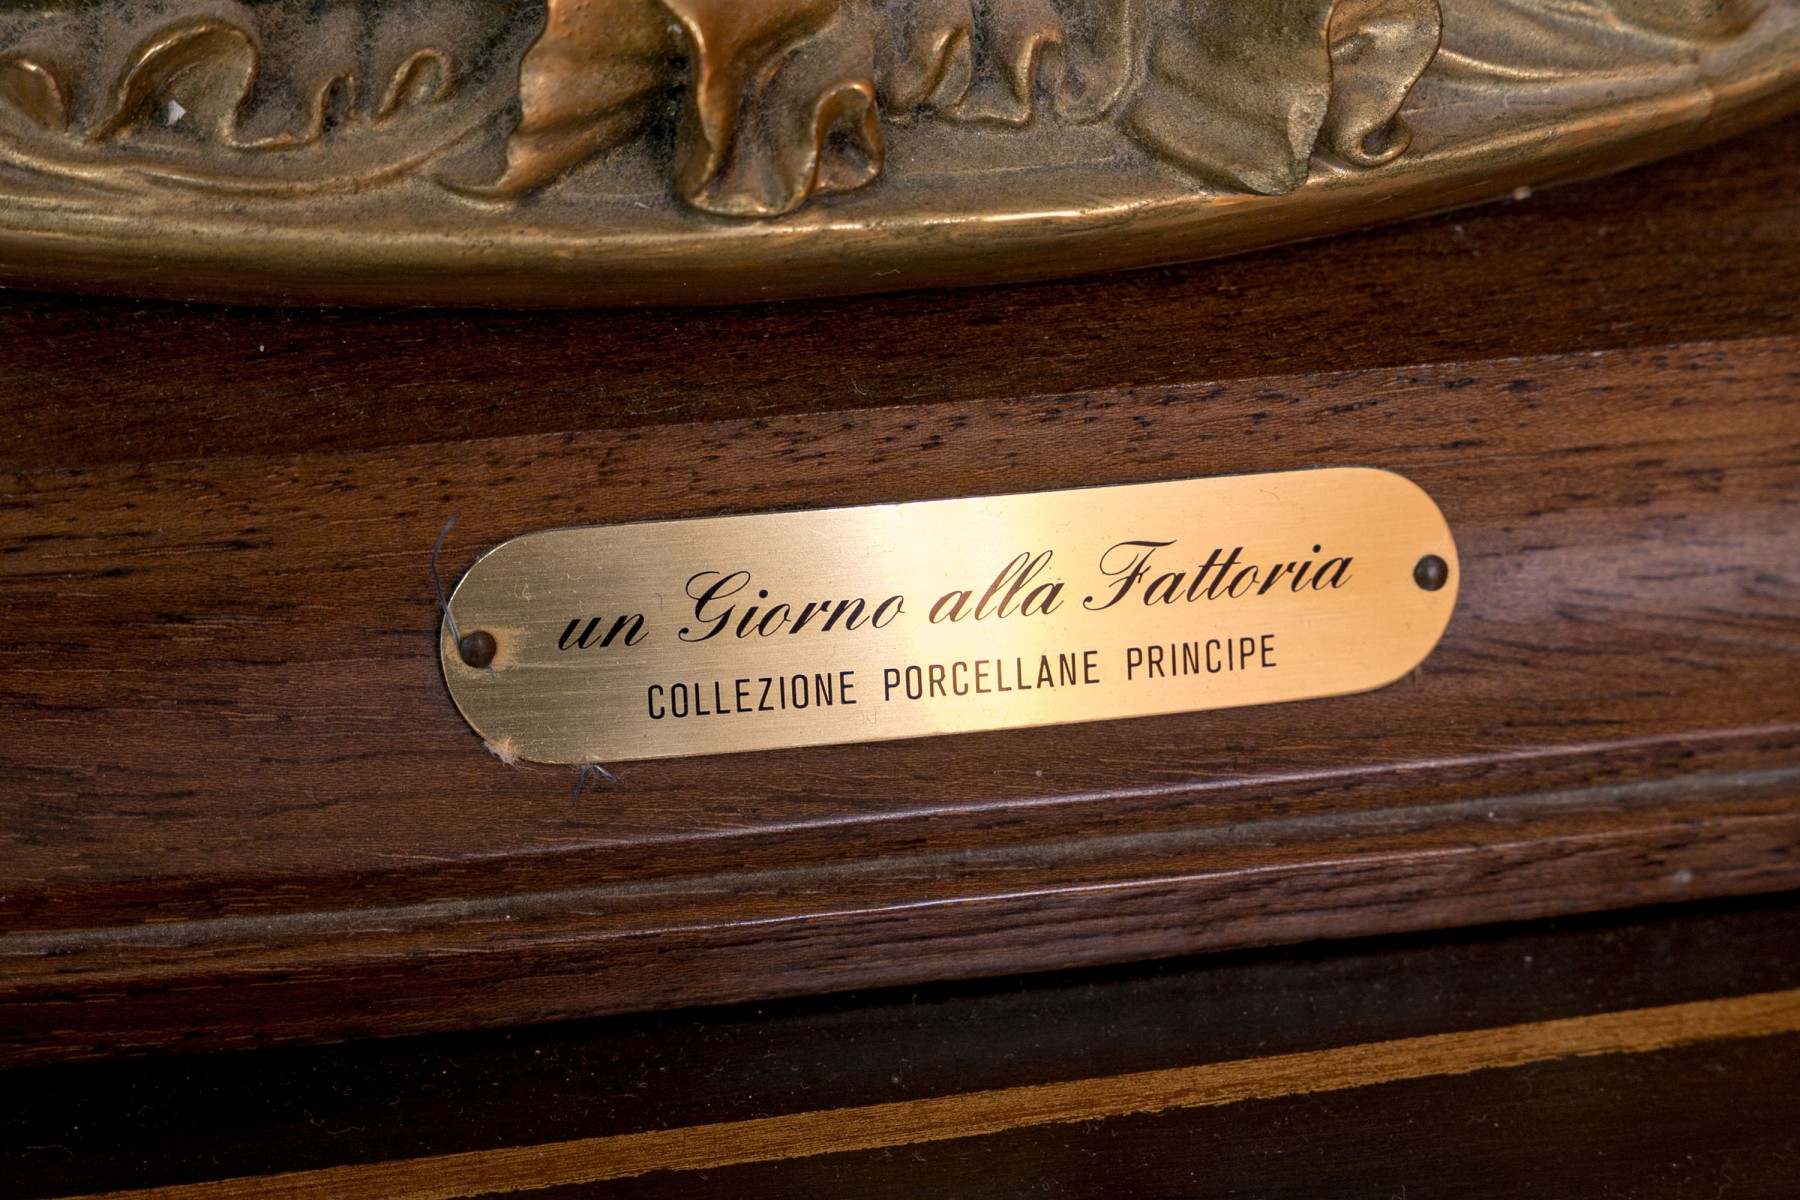 un Giorno alla Fattoria
COLLEZIONE PORCELLANE PRINCIPE